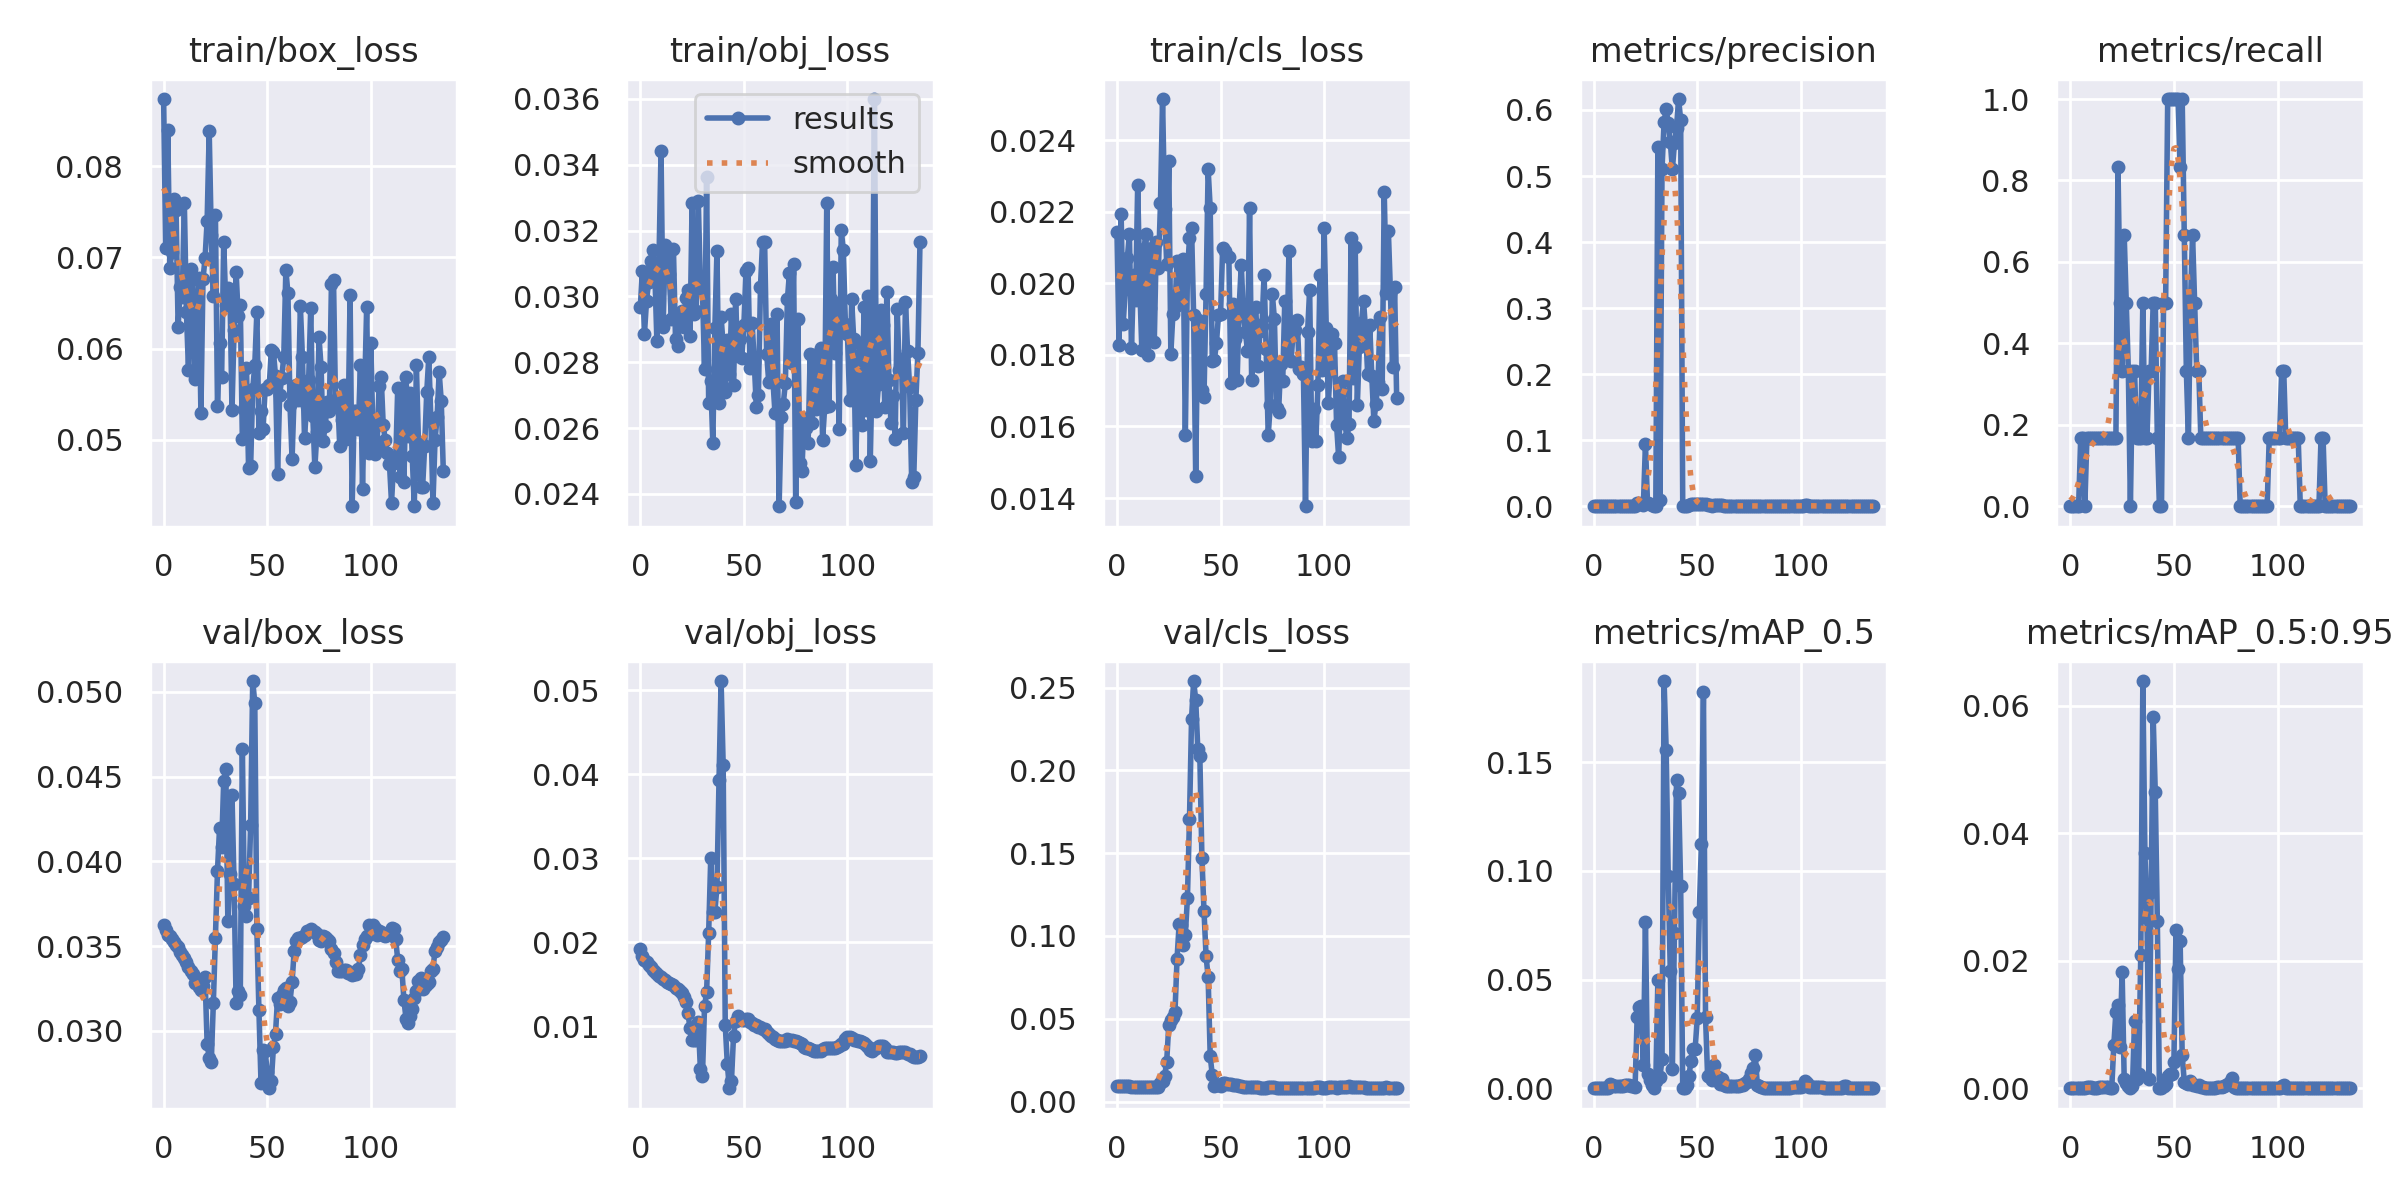 train/box_loss
train/obj_loss
train/cls_loss
metrics/precision
metrics/recall
0.08
0.07
0.06
0.05
0 50 100
0.036
0.034
0.032
0.030
0.028
0.026
0.024
0 50 100
results
smooth
0.024
0.022
0.020
0.018
0.016
0.014
0 50 100
0.6
0.5
0.4
0.3
0.2
0.1
0.0
0 50 100
1.0
0.8
0.6
0.4
0.2
0.0
0 50 100
val/box_loss
val/obj_loss
val/cls_loss
metrics/mAP_0.5
metrics/mAP_0.5:0.95
0.050
0.045
0.040
0.035
0.030
0 50 100
0.05
0.04
0.03
0.02
0.01
0 50 100
0.25
0.20
0.15
0.10
0.05
0.00
0 50 100
0.15
0.10
0.05
0.00
0 50 100
0.06
0.04
0.02
0.00
0 50 100